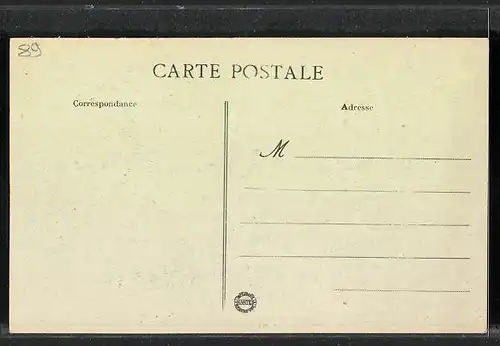 89
CARTE POSTALE
Correspondance
Adresse
M